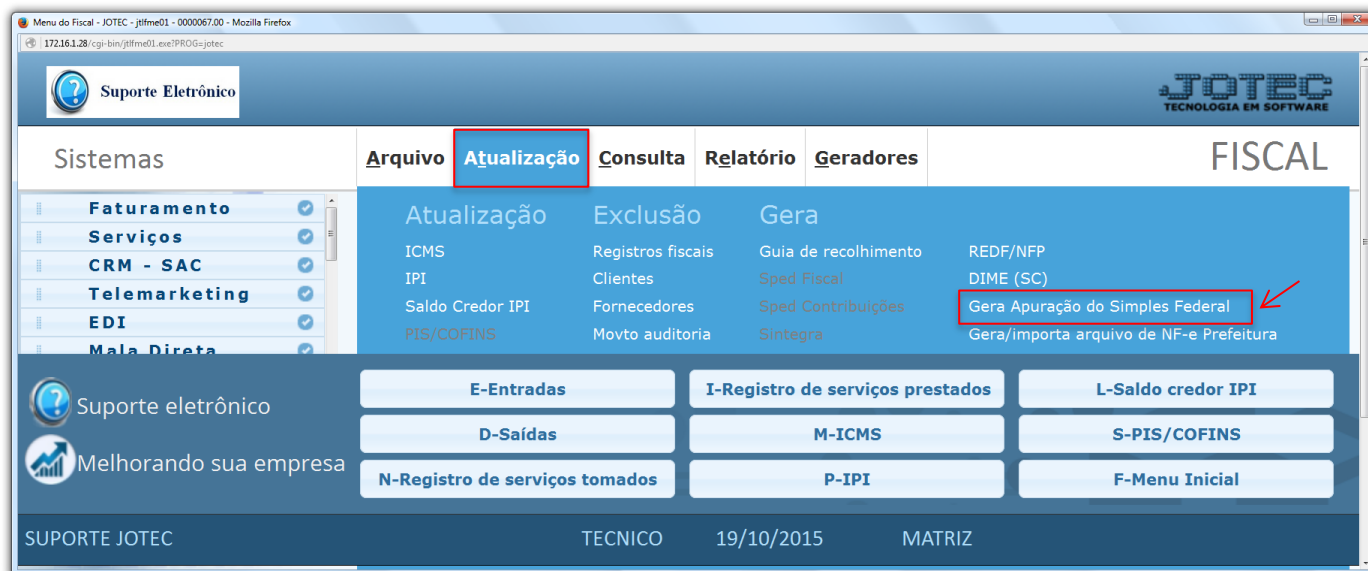 Menu do Fiscal - JOTEC - jtlfme01 - 0000067.00 - Mozilla Firefox
172.16.1.28/cgi-bin/jtlfme01.exe?PROG=jotec
Suporte Eletrônico
JOTEC
TECNOLOGIA EM SOFTWARE
Sistemas
Arquivo Atualização Consulta Relatório Geradores
FISCAL
Faturamento
Serviços
CRM - SAC
Telemarketing
EDI
Mala Direta
Atualização Exclusão Gera
ICMS Registros fiscais Guia de recolhimento REDF/NFP
IPI Clientes Sped Fiscal DIME (SC)
Saldo Credor IPI Fornecedores Sped Contribuições Gera Apuração do Simples Federal
PIS/COFINS Movto auditoria Sintegra Gera/importa arquivo de NF-e Prefeitura
Suporte eletrônico
Melhorando sua empresa
E-Entradas I-Registro de serviços prestados L-Saldo credor IPI
D-Saídas M-ICMS S-PIS/COFINS
N-Registro de serviços tomados P-IPI F-Menu Inicial
SUPORTE JOTEC TECNICO 19/10/2015 MATRIZ